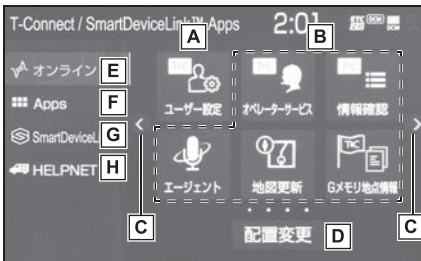 T-Connect / SmartDeviceLink™ Apps 2:01
A
B
オンライン E
Apps F
SmartDeviceL G
HELPNET H
ユーザー設定 オペレーターサービス 情報確認
エージェント 地図更新 Gメモリ地点情報
TNC
C
C
配置変更 D